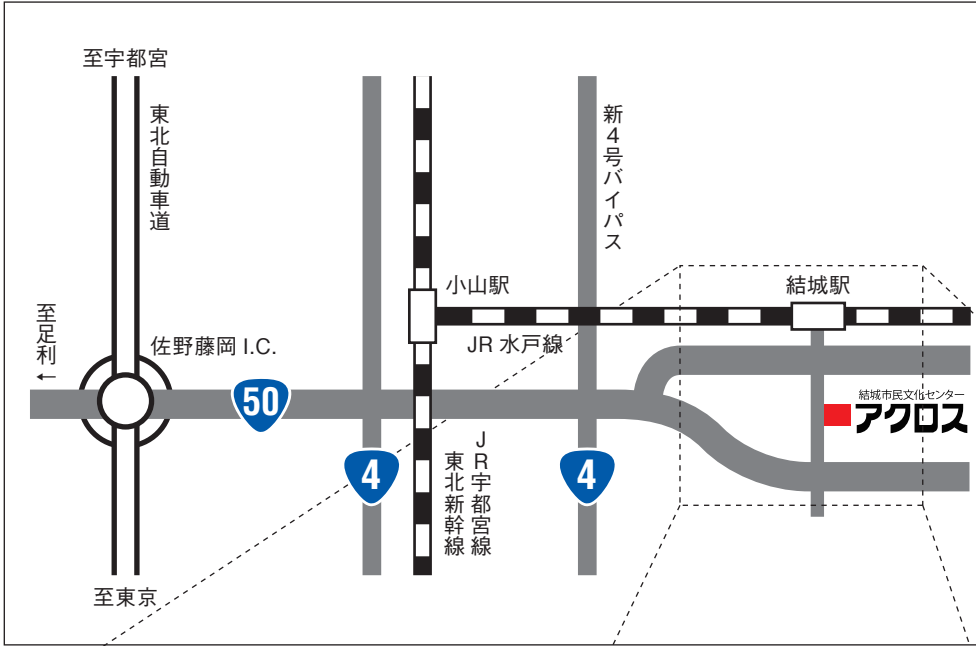 至宇都宮
東北自動車道
新4号バイパス
小山駅
結城駅
至足利←
佐野藤岡 I.C.
JR 水戸線
50
結城市民文化センター
アクロス
4
JR宇都宮線
東北新幹線
4
至東京